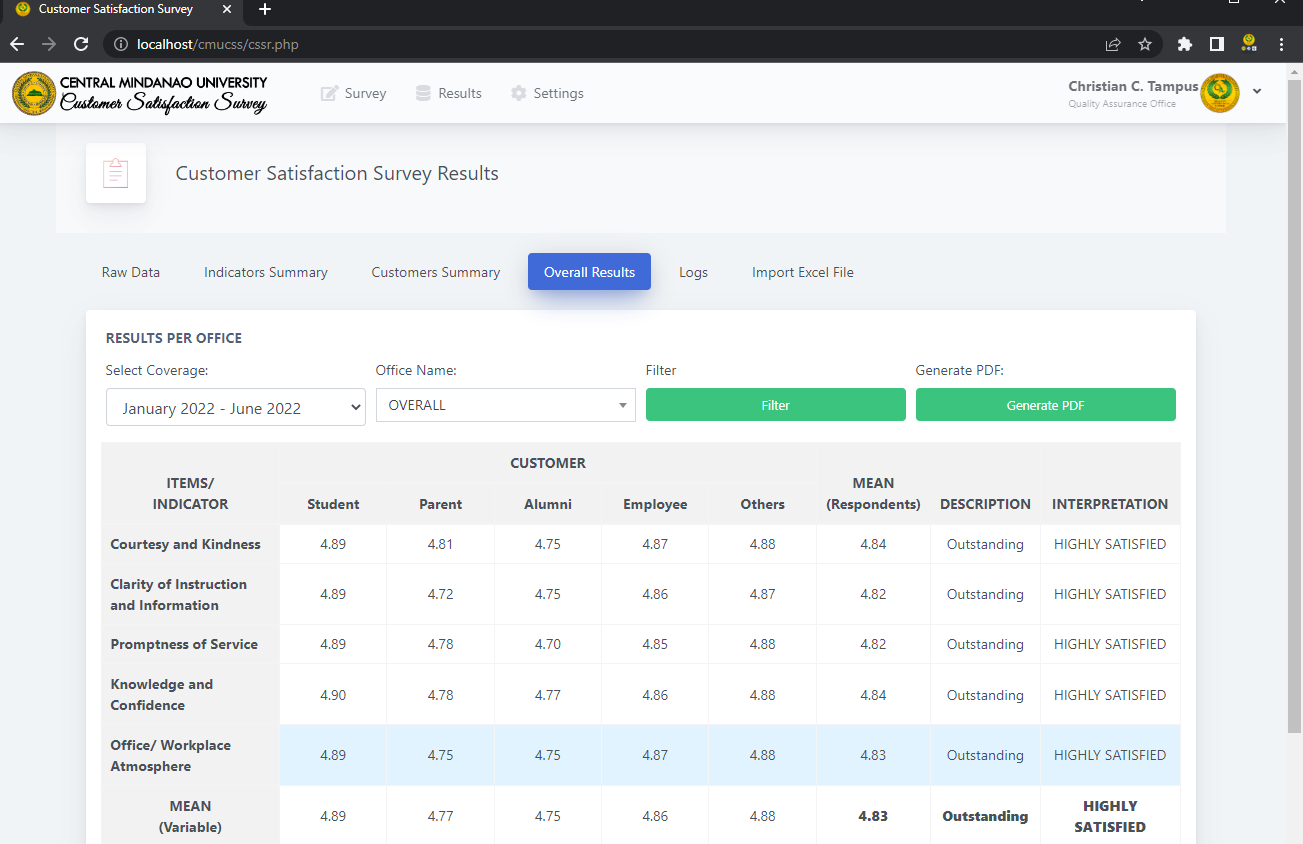 Customer Satisfaction Survey
localhost/cmucss/cssr.php
CENTRAL MINDANAO UNIVERSITY
Customer Satisfaction Survey
Survey
Results
Settings
Christian C. Tampus
Quality Assurance Office
Customer Satisfaction Survey Results
Raw Data
Indicators Summary
Customers Summary
Overall Results
Logs
Import Excel File
RESULTS PER OFFICE
Select Coverage:
Office Name:
Filter
Generate PDF:
January 2022 - June 2022
OVERALL
Filter
Generate PDF
ITEMS/
INDICATOR
CUSTOMER
Student
Parent
Alumni
Employee
Others
MEAN
(Respondents)
DESCRIPTION
INTERPRETATION
Courtesy and Kindness 4.89 4.81 4.75 4.87 4.88 4.84 Outstanding HIGHLY SATISFIED
Clarity of Instruction
and Information
4.89 4.72 4.75 4.86 4.87 4.82 Outstanding HIGHLY SATISFIED
Promptness of Service 4.89 4.78 4.70 4.85 4.88 4.82 Outstanding HIGHLY SATISFIED
Knowledge and
Confidence
4.90 4.78 4.77 4.86 4.88 4.84 Outstanding HIGHLY SATISFIED
Office/ Workplace
Atmosphere
4.89 4.75 4.75 4.87 4.88 4.83 Outstanding HIGHLY SATISFIED
MEAN
(Variable)
4.89 4.77 4.75 4.86 4.88 4.83 Outstanding
HIGHLY
SATISFIED